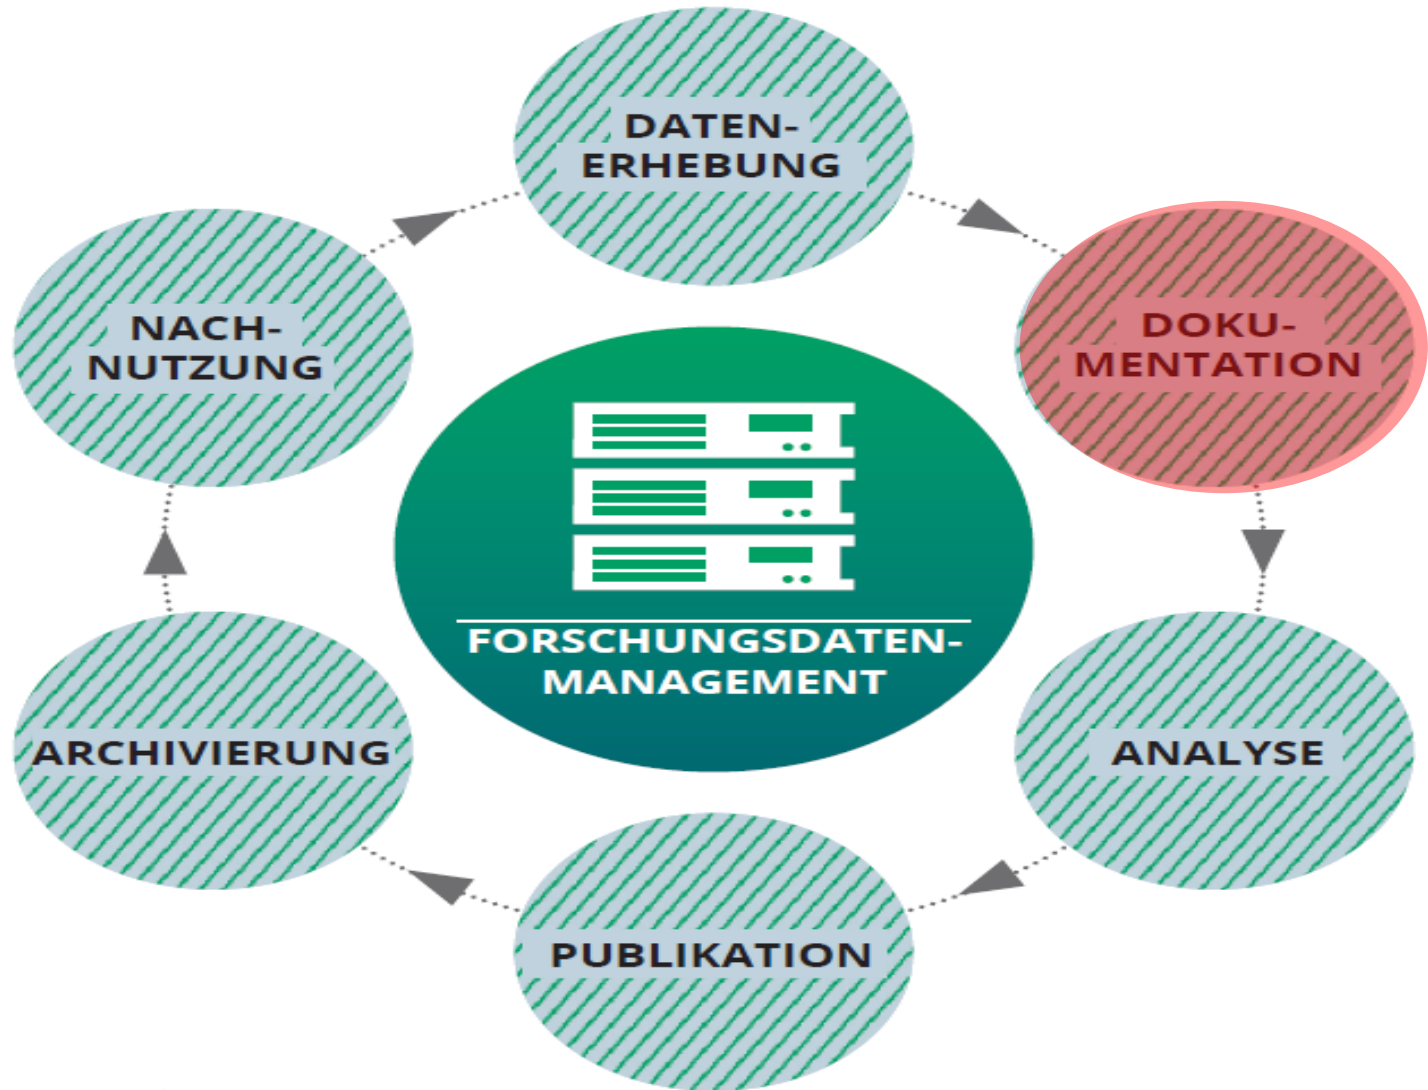 DATEN-
ERHEBUNG
DOKU-
MENTATION
NACH-
NUTZUNG
FORSCHUNGSDATEN-
MANAGEMENT
ARCHIVIERUNG
ANALYSE
PUBLIKATION